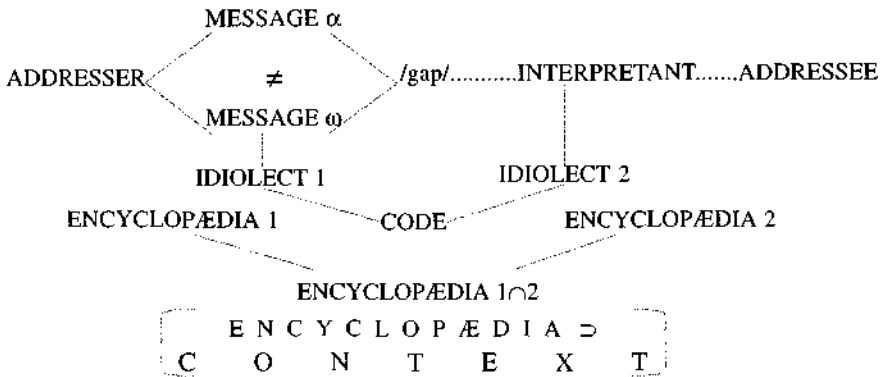 MESSAGE α
ADDRESSER ≠ /gap/...........INTERPRETANT.......ADDRESSEE
MESSAGE ω
IDIOLECT 1 IDIOLECT 2
ENCYCLOPÆDIA 1 CODE ENCYCLOPÆDIA 2
ENCYCLOPÆDIA 1∩2
E N C Y C L O P Æ D I A ⊃
C O N T E X T